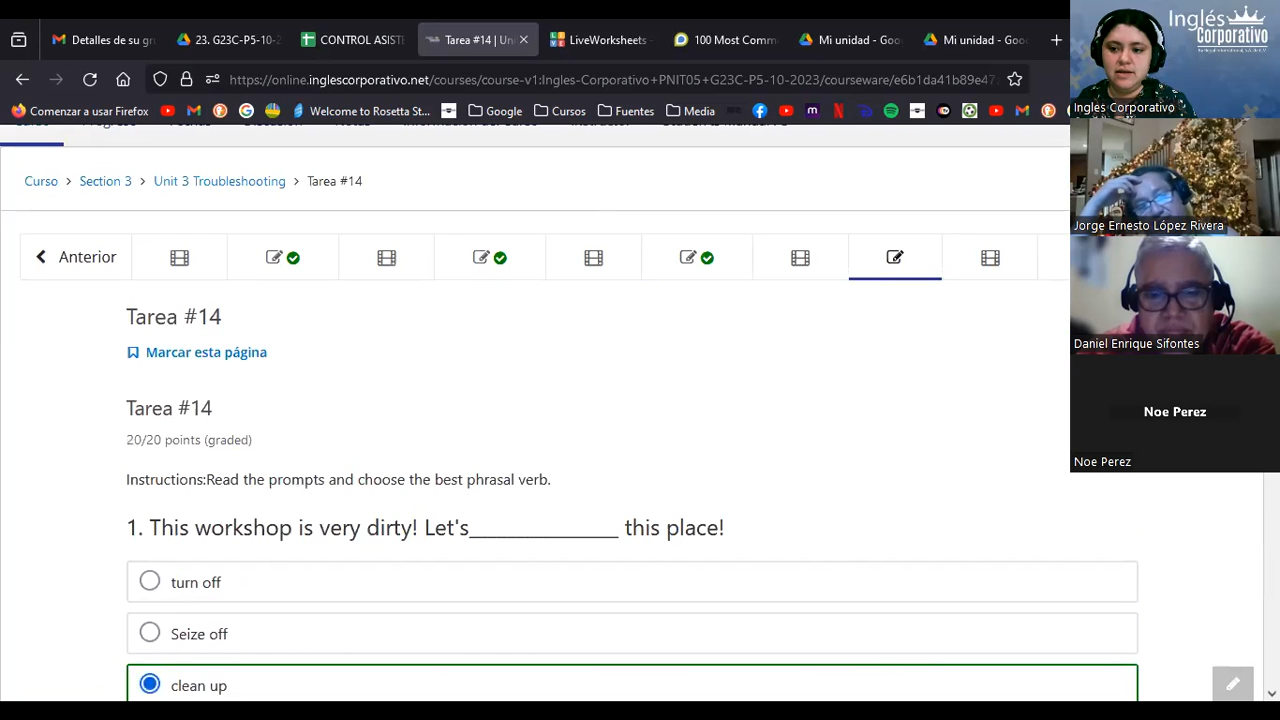 Detalles de su gr
23. G23C-P5-10-2
CONTROL ASIS
Tarea #14 |
LiveWorksheets
100 Most Comm
Mi unidad - Goo
Mi unidad - Goo
https://online.inglescorporativo.net/courses/course-v1:Ingles-Corporativo+PNIT05+G23C-P5-10-2023/courseware/e6b1da41b89e47
Comenzar a usar Firefox
Welcome to Rosetta St...
Google
Cursos
Fuentes
Media
Curso > Section 3 > Unit 3 Troubleshooting > Tarea #14
Anterior
Tarea #14
Marcar esta página
Tarea #14
20/20 points (graded)
Instructions:Read the prompts and choose the best phrasal verb.
1. This workshop is very dirty! Let's______________ this place!
turn off
Seize off
clean up
Inglés
Corporativo
Ingles Corporativo
Jorge Ernesto López Rivera
Daniel Enrique Sifontes
Noe Perez
Noe Perez